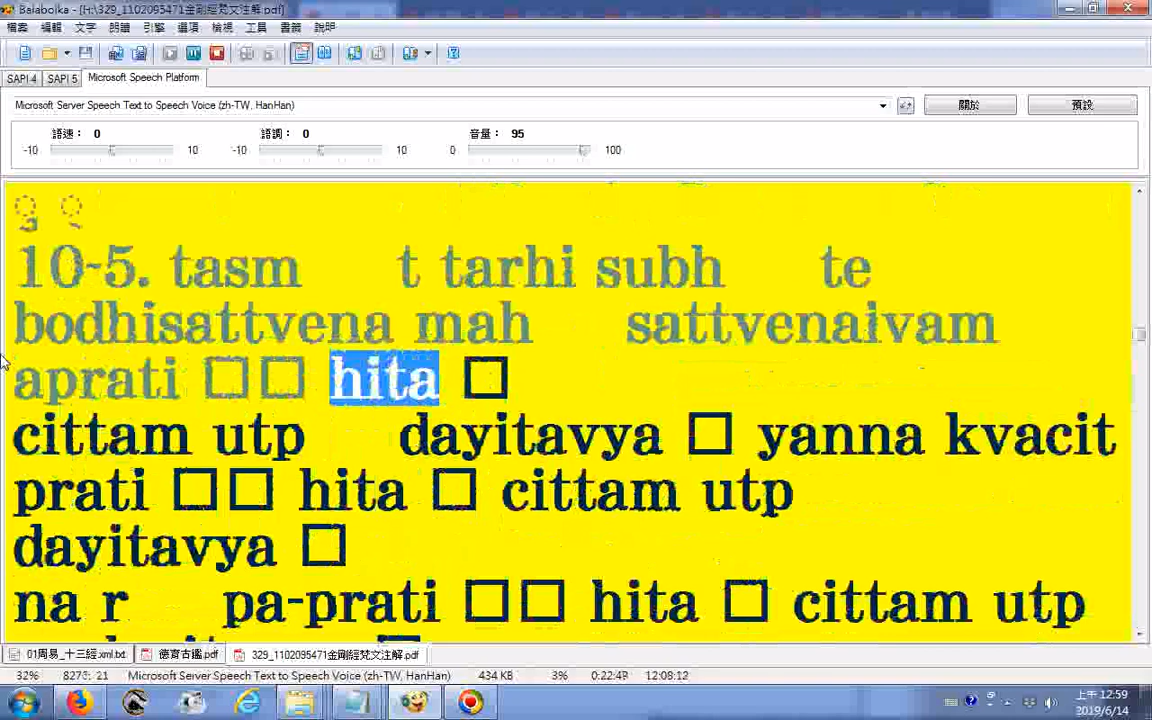 Balabolka - [H:\329_1102095471金剛經梵文注解.pdf]
檔案 編輯 文字 朗讀 引擎 選項 檢視 工具 書籤 說明
SAPI 4 SAPI 5 Microsoft Speech Platform
Microsoft Server Speech Text to Speech Voice (zh-TW, HanHan) 關於 預設
語速： 0 語調： 0 音量： 95
-10 10 -10 10 0 100
10-5. tasm t tarhi subh te
bodhisattvena mah sattvenaivam
aprati □□ hita □
cittam utp dayitavya □ yanna kvacit
prati □□ hita □ cittam utp
dayitavya □
na r pa-prati □□ hita □ cittam utp
01周易_十三經.xml.txt 德育古鑑.pdf 329_1102095471金剛經梵文注解.pdf
32% 8273: 21 Microsoft Server Speech Text to Speech Voice (zh-TW, HanHan) 434 KB 3% 12:08:12
上午 12:59
2019/6/14